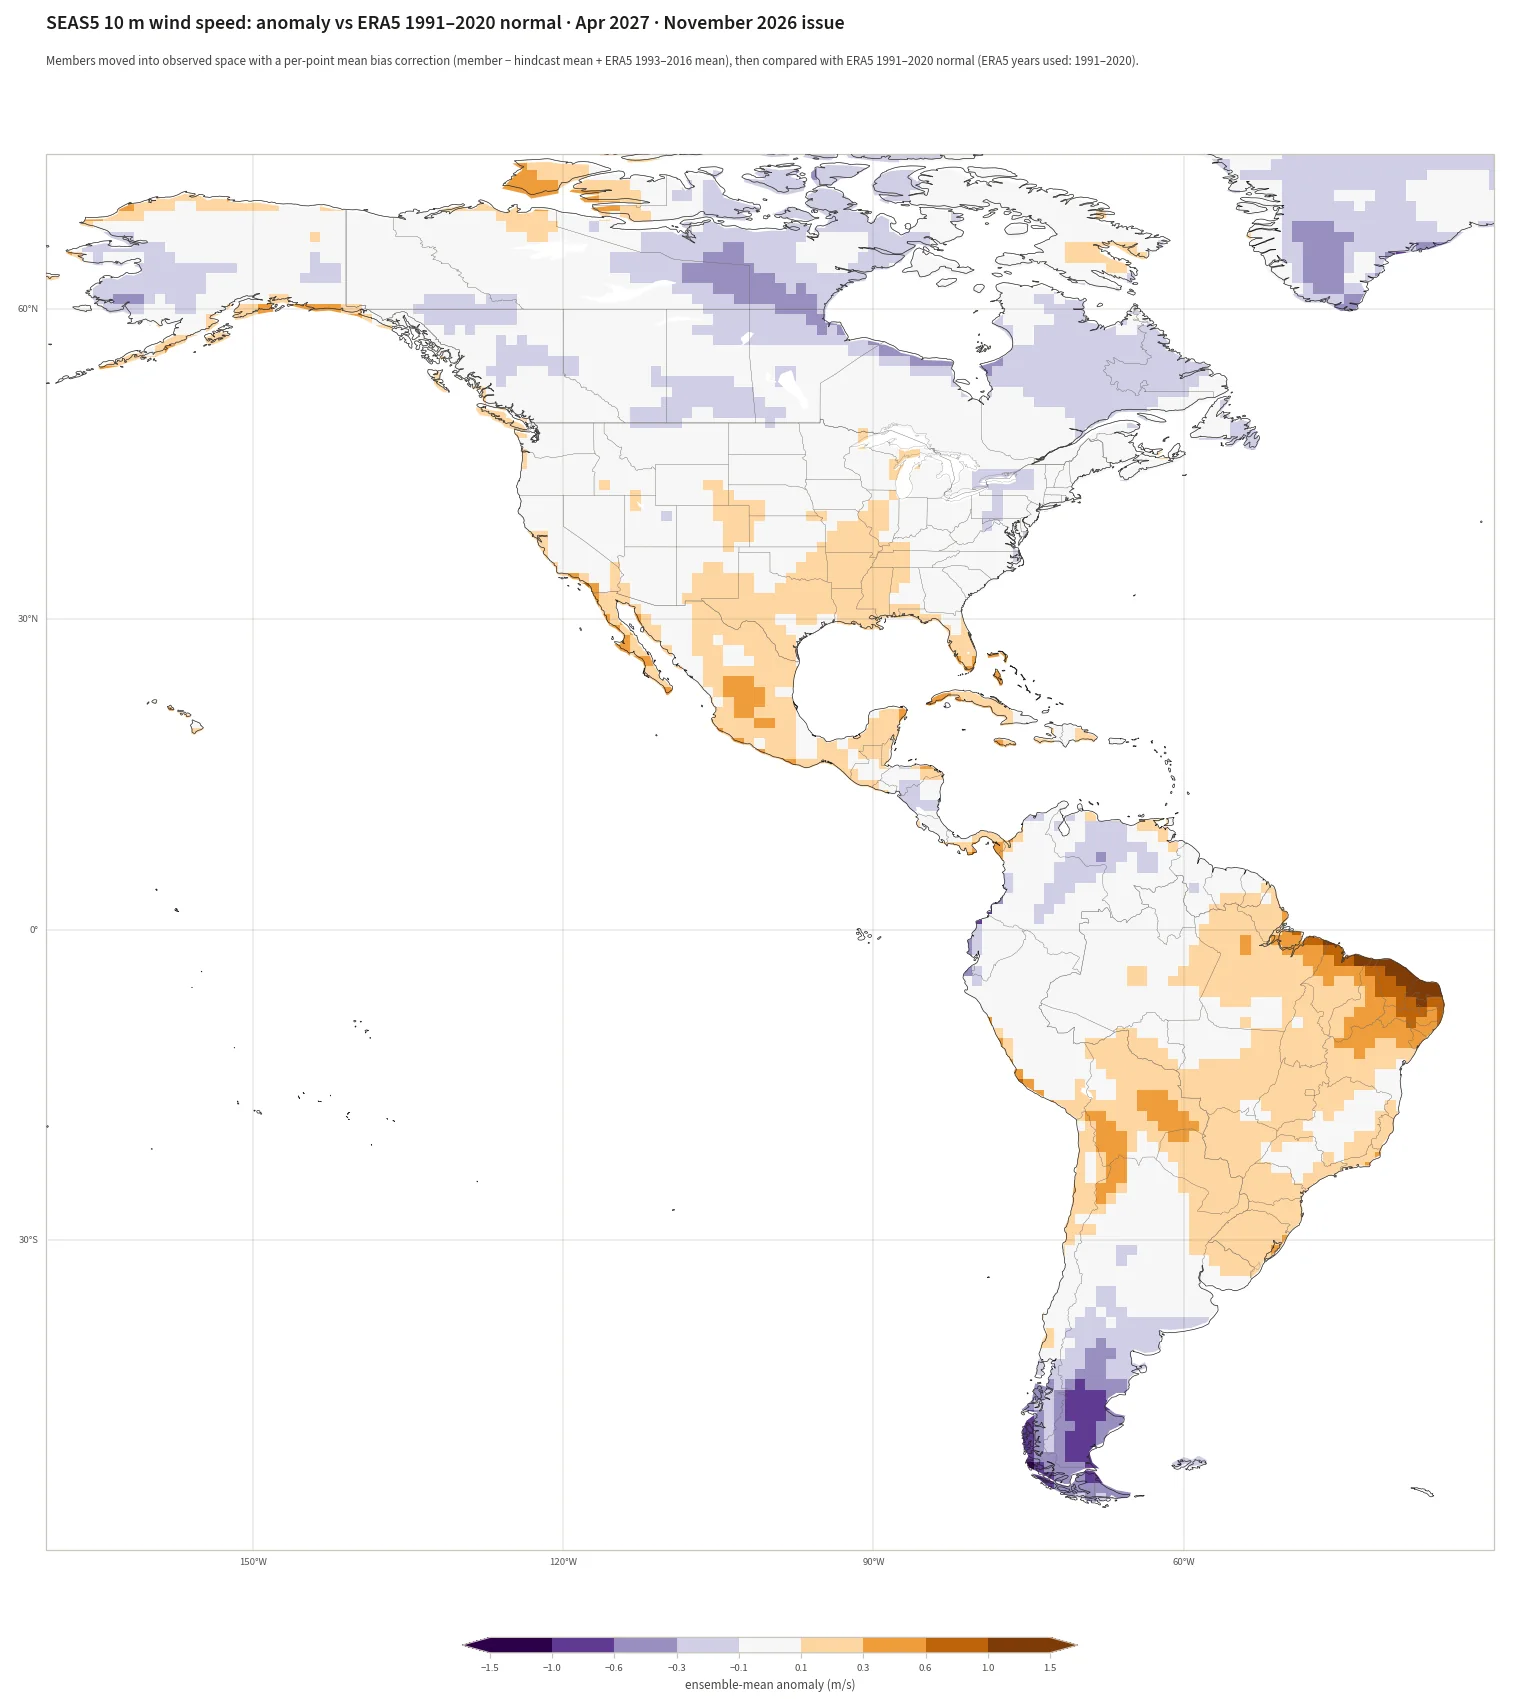 SEAS5 10 m wind speed: anomaly vs ERA5 1991–2020 normal · Apr 2027 · November 2026 issue
Members moved into observed space with a per-point mean bias correction (member − hindcast mean + ERA5 1993–2016 mean), then compared with ERA5 1991–2020 normal (ERA5 years used: 1991–2020).
60°N
30°N
0°
30°S
150°W 120°W 90°W 60°W
−1.5 −1.0 −0.6 −0.3 −0.1 0.1 0.3 0.6 1.0 1.5
ensemble-mean anomaly (m/s)